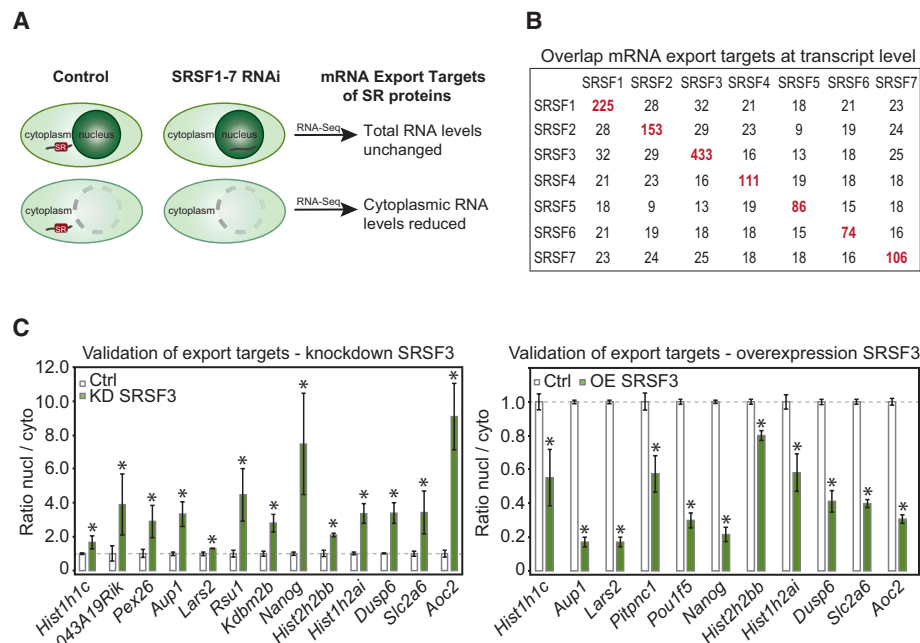 A
Control
SRSF1-7 RNAi
mRNA Export Targets
of SR proteins
cytoplasm
nucleus
SR
cytoplasm
nucleus
RNA-Seq
Total RNA levels
unchanged
cytoplasm
SR
cytoplasm
RNA-Seq
Cytoplasmic RNA
levels reduced
B
Overlap mRNA export targets at transcript level
SRSF1 SRSF2 SRSF3 SRSF4 SRSF5 SRSF6 SRSF7
SRSF1 225 28 32 21 18 21 23
SRSF2 28 153 29 23 9 19 24
SRSF3 32 29 433 16 13 18 25
SRSF4 21 23 16 111 19 18 18
SRSF5 18 9 13 19 86 15 18
SRSF6 21 19 18 18 15 74 16
SRSF7 23 24 25 18 18 16 106
C
Validation of export targets - knockdown SRSF3
Ctrl
KD SRSF3
Ratio nucl / cyto
12.0
10.0
8.0
6.0
4.0
2.0
0.0
* * * * * * * * * * * * *
Hist1h1c
043A19Rik
Pex26
Aup1
Lars2
Rsu1
Kdbm2b
Nanog
Hist2h2bb
Hist1h2ai
Dusp6
Slc2a6
Aoc2
Validation of export targets - overexpression SRSF3
Ctrl
OE SRSF3
Ratio nucl / cyto
1.0
0.8
0.6
0.4
0.2
0.0
* * * * * * * * * * *
Hist1h1c
Aup1
Lars2
Pitpnc1
Pou1f5
Nanog
Hist2h2bb
Hist1h2ai
Dusp6
Slc2a6
Aoc2